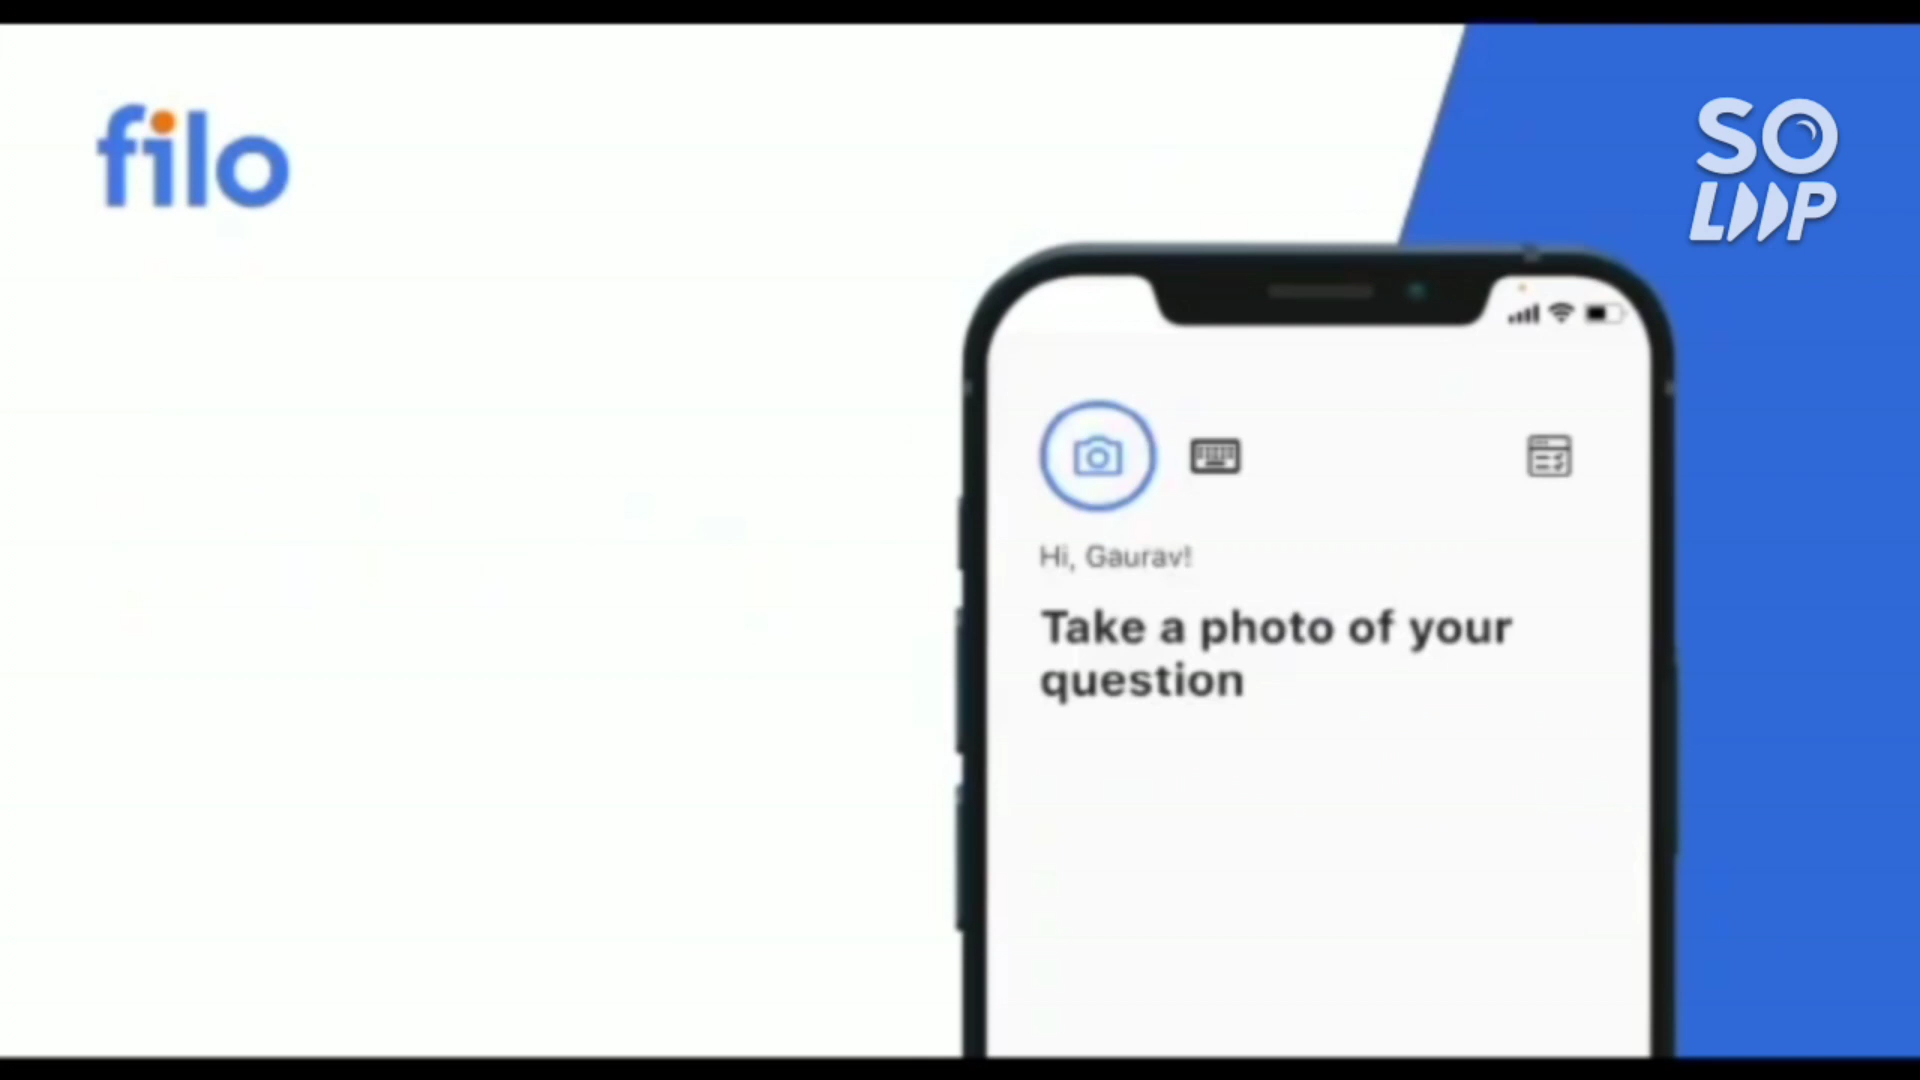 filo
SO
LOOP
Hi, Gaurav!
Take a photo of your
question